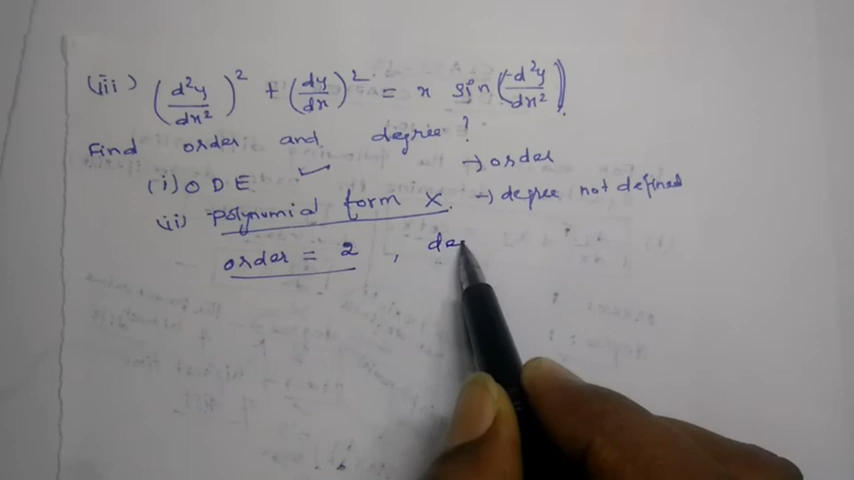 (iii) (d²y/dx²)² + (dy/dx)² = x sin(-d²y/dx²).
Find order and degree?
(i) O D E. ✓ → order
(ii) polynomial form X. → degree not defined
order = 2 , de